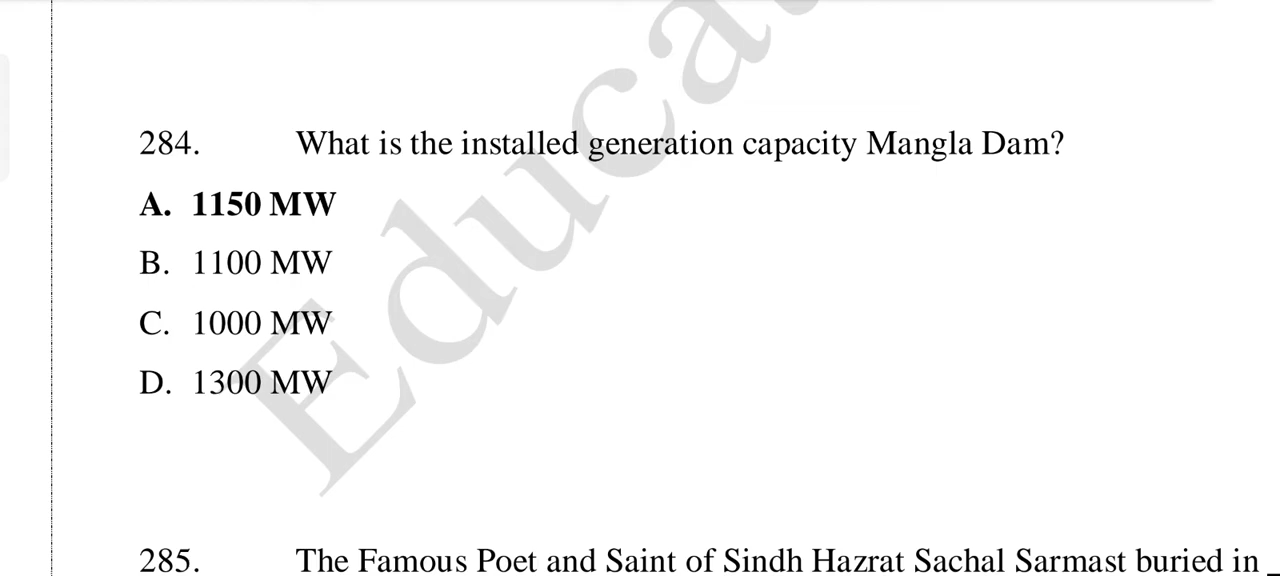 284. What is the installed generation capacity Mangla Dam?
A. 1150 MW
B. 1100 MW
C. 1000 MW
D. 1300 MW
Educa
285. The Famous Poet and Saint of Sindh Hazrat Sachal Sarmast buried in _